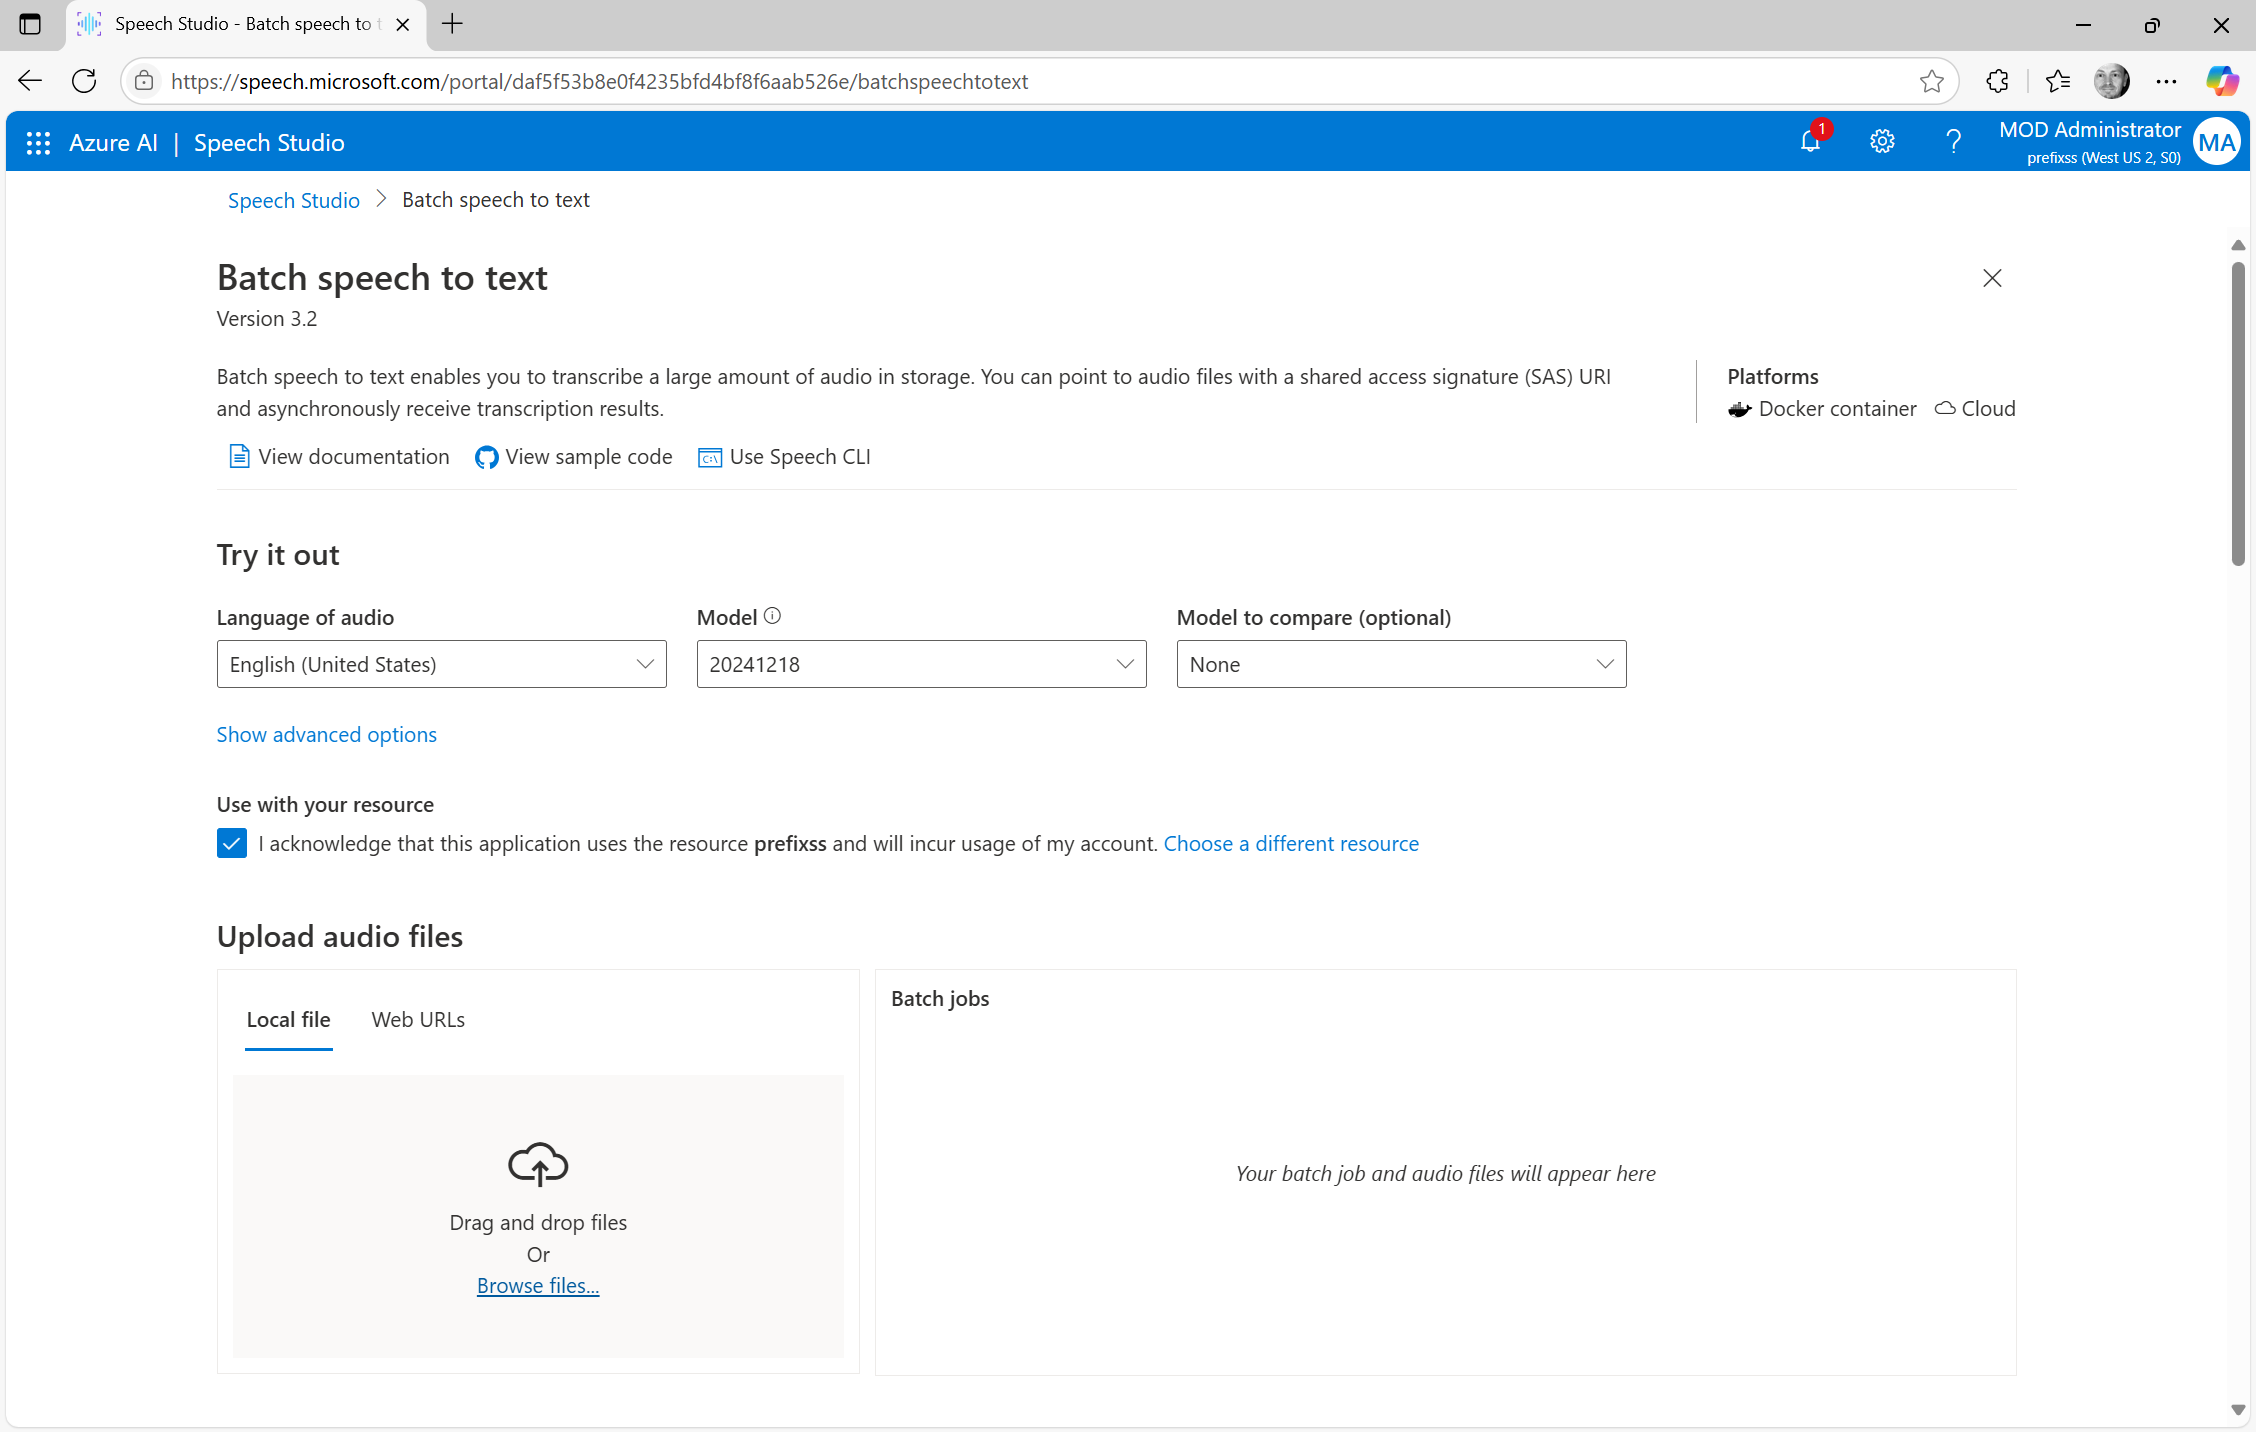 Speech Studio - Batch speech to t
https://speech.microsoft.com/portal/daf5f53b8e0f4235bfd4bf8f6aab526e/batchspeechtotext
Azure AI | Speech Studio
1
MOD Administrator
prefixss (West US 2, S0)
MA
Speech Studio > Batch speech to text
Batch speech to text
Version 3.2
Batch speech to text enables you to transcribe a large amount of audio in storage. You can point to audio files with a shared access signature (SAS) URI
and asynchronously receive transcription results.
Platforms
Docker container Cloud
View documentation View sample code Use Speech CLI
Try it out
Language of audio
English (United States)
Model
20241218
Model to compare (optional)
None
Show advanced options
Use with your resource
I acknowledge that this application uses the resource prefixss and will incur usage of my account. Choose a different resource
Upload audio files
Local file Web URLs
Drag and drop files
Or
Browse files...
Batch jobs
Your batch job and audio files will appear here